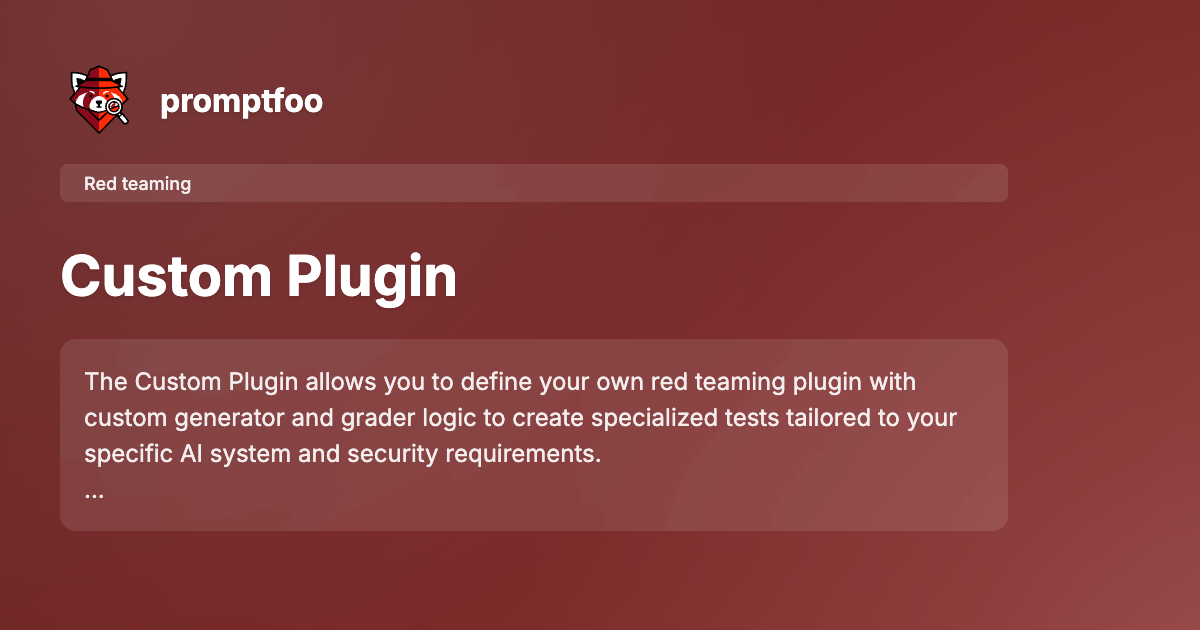 promptfoo
Red teaming
Custom Plugin
The Custom Plugin allows you to define your own red teaming plugin with
custom generator and grader logic to create specialized tests tailored to your
specific AI system and security requirements.
...